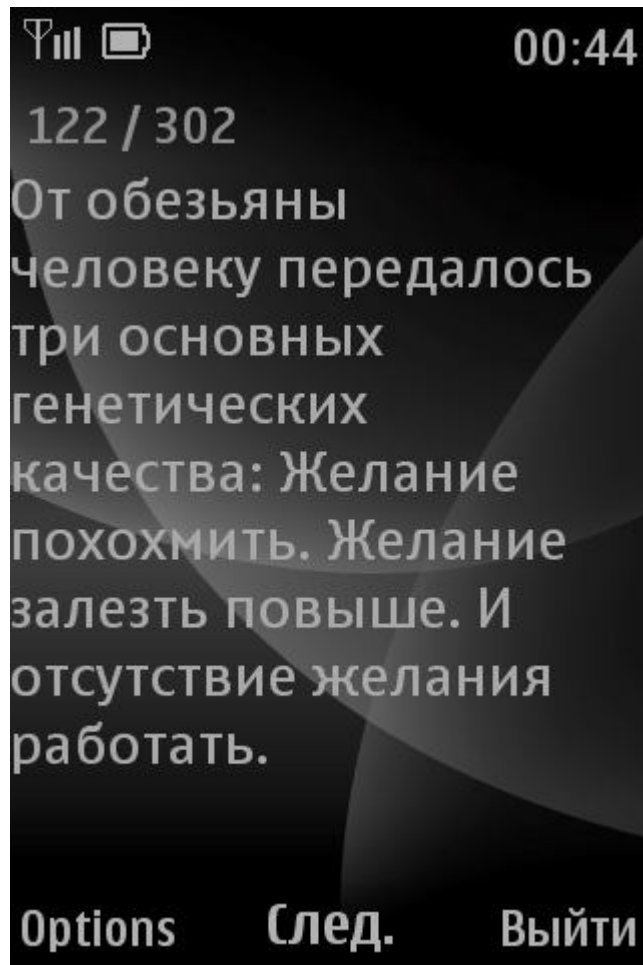 00:44
122 / 302
От обезьяны
человеку передалось
три основных
генетических
качества: Желание
похохмить. Желание
залезть повыше. И
отсутствие желания
работать.
Options След. Выйти